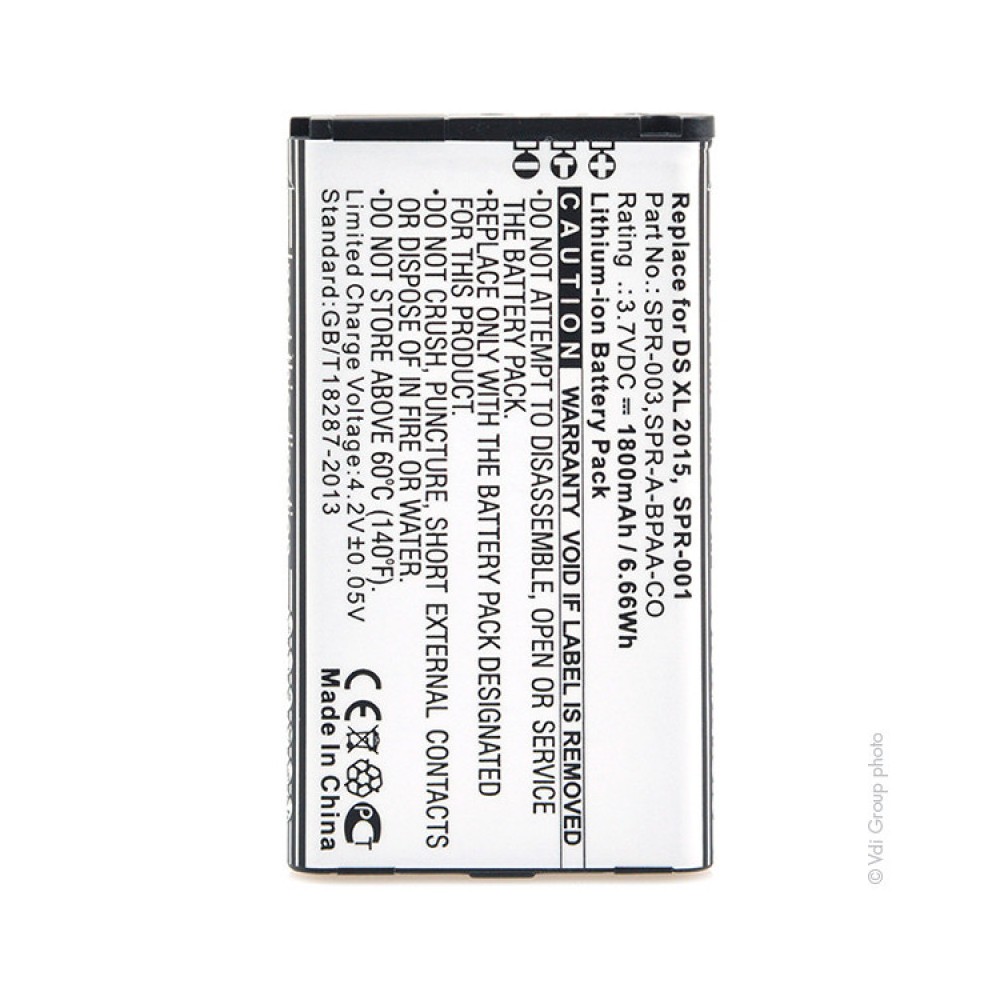 Replace for DS XL 2015, SPR-001
Part No.: SPR-003,SPR-A-BPAA-CO
Rating .: 3.7VDC ⎓ 1800mAh / 6.66Wh
Lithium-ion Battery Pack
CAUTION WARRANTY VOID IF LABEL IS REMOVED
•DO NOT ATTEMPT TO DISASSEMBLE, OPEN OR SERVICE
THE BATTERY PACK.
•REPLACE ONLY WITH THE BATTERY PACK DESIGNATED
FOR THIS PRODUCT.
•DO NOT CRUSH, PUNCTURE, SHORT EXTERNAL CONTACTS
OR DISPOSE OF IN FIRE OR WATER.
•DO NOT STORE ABOVE 60°C (140°F).
Limited Charge Voltage:4.2V±0.05V
Standard:GB/T18287-2013
CE PCT
Made In China
© Vdi Group photo